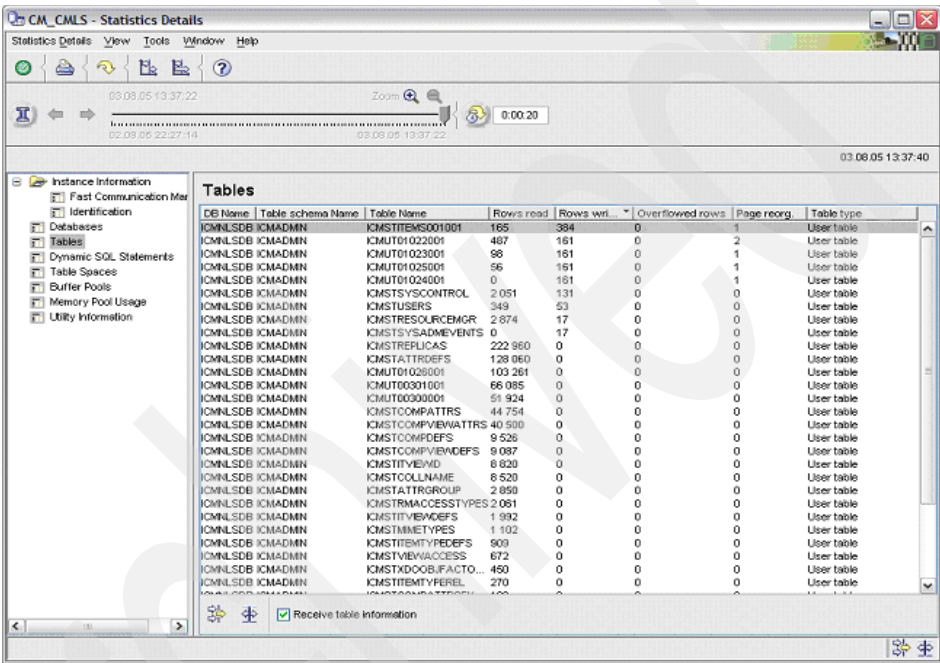 CM_CMLS - Statistics Details
Statistics Details View Tools Window Help
03.08.05 13:37:22 Zoom
0:00:20
02.08.05 22:27:14 03.08.05 13:37:22
03.08.05 13:37:40
Instance Information
Fast Communication Mar
Identification
Databases
Tables
Dynamic SQL Statements
Table Spaces
Buffer Pools
Memory Pool Usage
Utility Information
Tables
DB Name Table schema Name Table Name Rows read Rows wri... Overflowed rows Page reorg. Table type
ICMNLSDB ICMADMIN ICMSTITEMS001001 165 384 0 1 User table
ICMNLSDB ICMADMIN ICMUT01022001 487 161 0 2 User table
ICMNLSDB ICMADMIN ICMUT01023001 98 161 0 1 User table
ICMNLSDB ICMADMIN ICMUT01025001 56 161 0 1 User table
ICMNLSDB ICMADMIN ICMUT01024001 0 161 0 1 User table
ICMNLSDB ICMADMIN ICMSTSYSCONTROL 2 051 131 0 0 User table
ICMNLSDB ICMADMIN ICMSTUSERS 349 53 0 0 User table
ICMNLSDB ICMADMIN ICMSTRESOURCEMGR 2 874 17 0 0 User table
ICMNLSDB ICMADMIN ICMSTSYSADMEVENTS 0 17 0 0 User table
ICMNLSDB ICMADMIN ICMSTREPLICAS 222 960 0 0 0 User table
ICMNLSDB ICMADMIN ICMSTATTRDEFS 128 060 0 0 0 User table
ICMNLSDB ICMADMIN ICMUT01026001 103 261 0 0 0 User table
ICMNLSDB ICMADMIN ICMUT00301001 66 085 0 0 0 User table
ICMNLSDB ICMADMIN ICMUT00300001 51 924 0 0 0 User table
ICMNLSDB ICMADMIN ICMSTCOMPATTRS 44 754 0 0 0 User table
ICMNLSDB ICMADMIN ICMSTCOMPVIEWATTRS 40 500 0 0 0 User table
ICMNLSDB ICMADMIN ICMSTCOMPDEFS 9 526 0 0 0 User table
ICMNLSDB ICMADMIN ICMSTCOMPVIEWDEFS 9 087 0 0 0 User table
ICMNLSDB ICMADMIN ICMSTITVIEWID 8 820 0 0 0 User table
ICMNLSDB ICMADMIN ICMSTCOLLNAME 8 520 0 0 0 User table
ICMNLSDB ICMADMIN ICMSTATTRGROUP 2 850 0 0 0 User table
ICMNLSDB ICMADMIN ICMSTRMACCESSTYPES 2 061 0 0 0 User table
ICMNLSDB ICMADMIN ICMSTITVIEWDEFS 1 992 0 0 0 User table
ICMNLSDB ICMADMIN ICMSTMIMETYPES 1 102 0 0 0 User table
ICMNLSDB ICMADMIN ICMSTITEMTYPEDEFS 909 0 0 0 User table
ICMNLSDB ICMADMIN ICMSTVIEWACCESS 672 0 0 0 User table
ICMNLSDB ICMADMIN ICMSTXDOOBJFACTO... 450 0 0 0 User table
ICMNLSDB ICMADMIN ICMSTITEMTYPEREL 270 0 0 0 User table
Receive table information